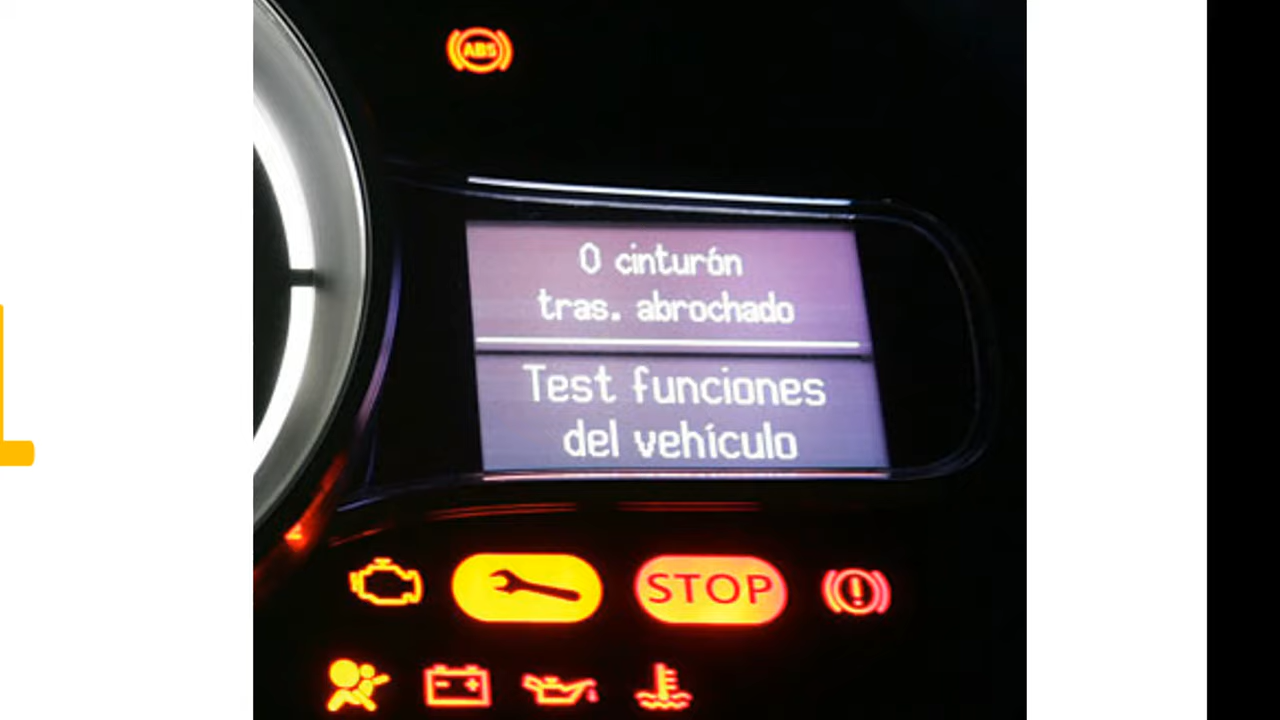 ABS
0 cinturón
tras. abrochado
Test funciones
del vehículo
STOP